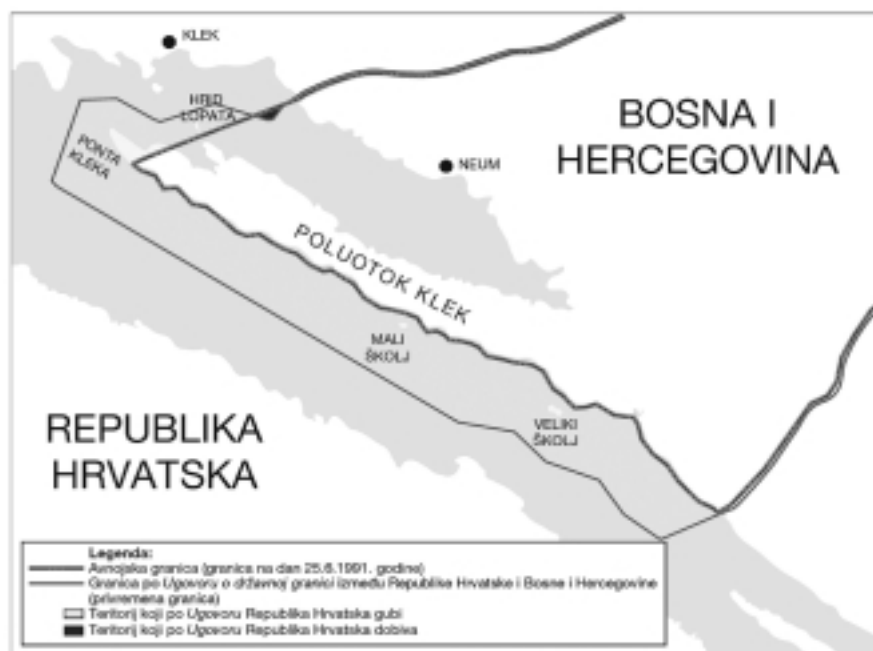 KLEK
HRID
LOPATA
BOSNA I
HERCEGOVINA
PONTA
KLEKA
NEUM
POLUOTOK KLEK
MALI
ŠKOLJ
VELIKI
ŠKOLJ
REPUBLIKA
HRVATSKA
Legenda:
Avnojska granica (granica na dan 25.6.1991. godine)
Granica po Ugovoru o državnoj granici između Republike Hrvatske i Bosne i Hercegovine
(privremena granica)
Teritorij koji po Ugovoru Republika Hrvatska gubi
Teritorij koji po Ugovoru Republika Hrvatska dobiva